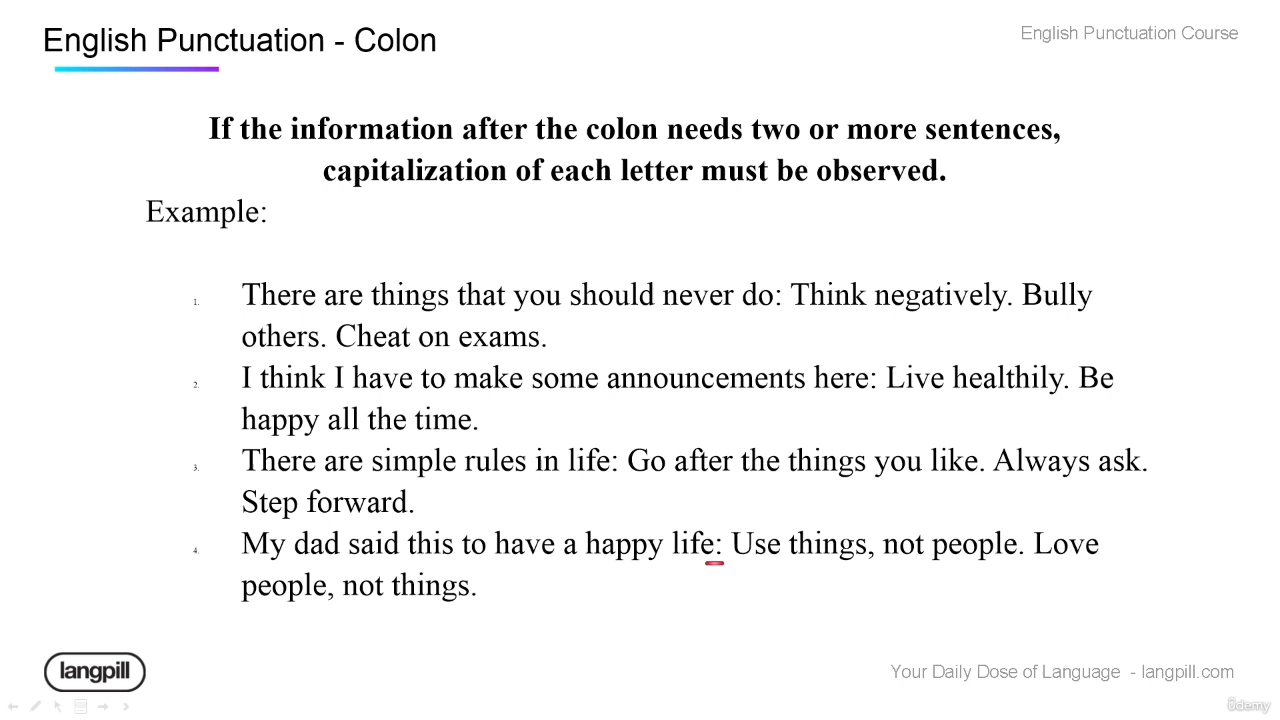 English Punctuation - Colon
English Punctuation Course
If the information after the colon needs two or more sentences,
capitalization of each letter must be observed.
Example:
1. There are things that you should never do: Think negatively. Bully
others. Cheat on exams.
2. I think I have to make some announcements here: Live healthily. Be
happy all the time.
3. There are simple rules in life: Go after the things you like. Always ask.
Step forward.
4. My dad said this to have a happy life: Use things, not people. Love
people, not things.
langpill
Your Daily Dose of Language - langpill.com
ûdemy